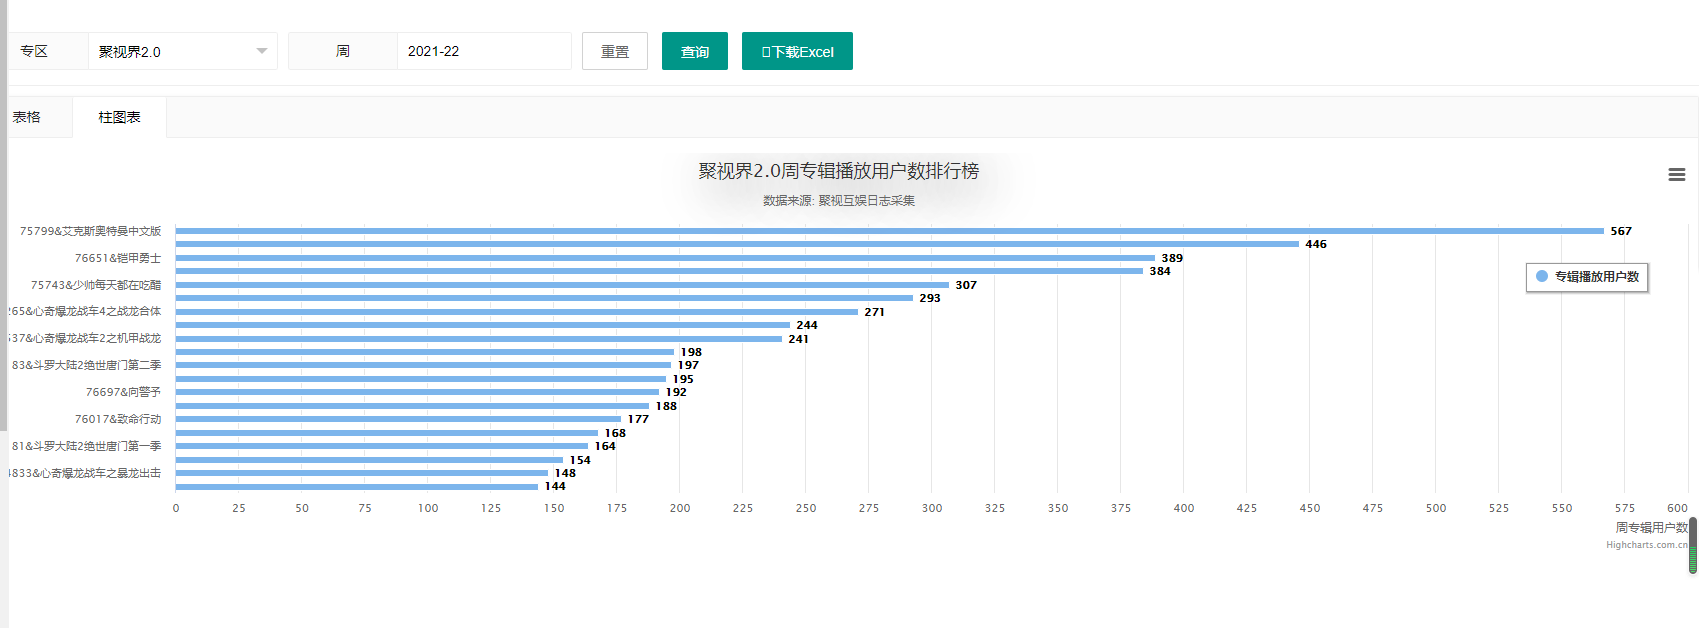 专区 聚视界2.0 周 2021-22 重置 查询 下载Excel
表格 柱图表
聚视界2.0周专辑播放用户数排行榜
数据来源: 聚视互娱日志采集
75799&艾克斯奥特曼中文版 567
446
76651&铠甲勇士 389
384
专辑播放用户数
75743&少帅每天都在吃醋 307
293
265&心奇爆龙战车4之战龙合体 271
244
537&心奇爆龙战车2之机甲战龙 241
198
83&斗罗大陆2绝世唐门第二季 197
195
76697&向警予 192
188
76017&致命行动 177
168
81&斗罗大陆2绝世唐门第一季 164
154
4833&心奇爆龙战车之暴龙出击 148
144
0 25 50 75 100 125 150 175 200 225 250 275 300 325 350 375 400 425 450 475 500 525 550 575 600
周专辑用户数
Highcharts.com.cn